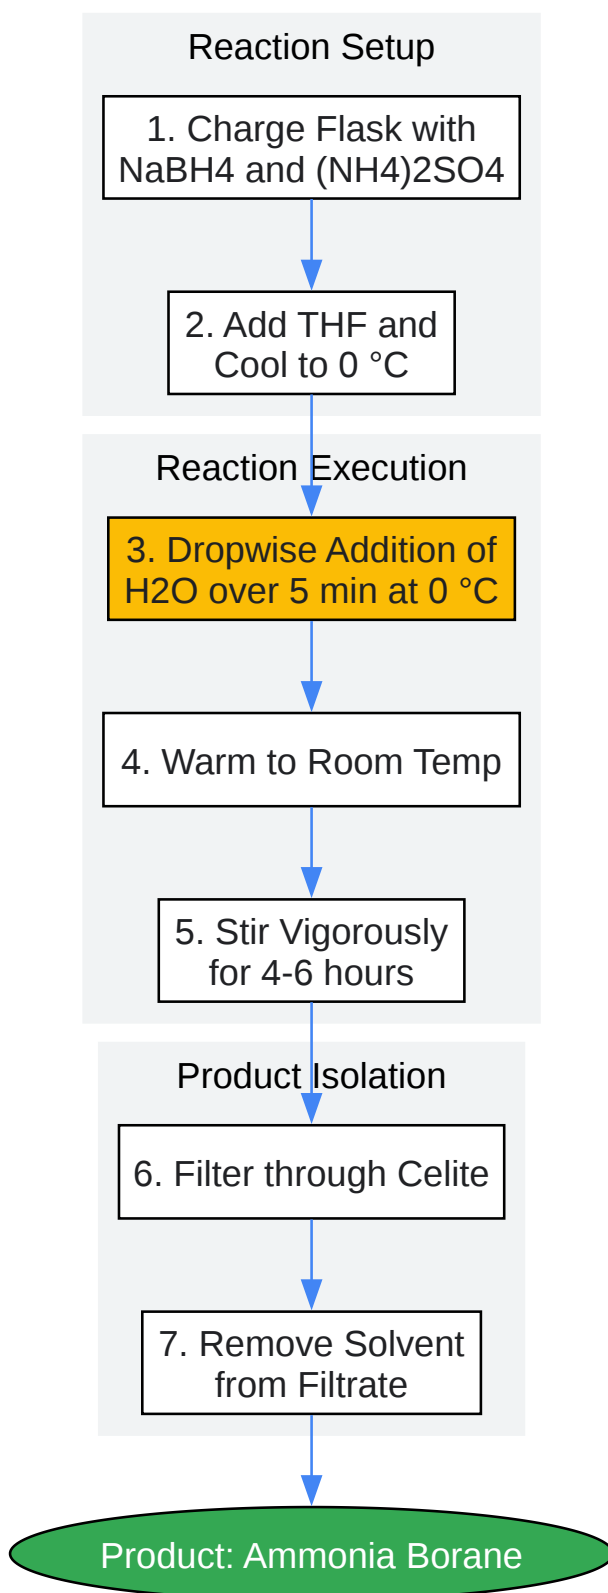 Reaction Setup
1. Charge Flask with
NaBH4 and (NH4)2SO4
2. Add THF and
Cool to 0 °C
Reaction Execution
3. Dropwise Addition of
H2O over 5 min at 0 °C
4. Warm to Room Temp
5. Stir Vigorously
for 4-6 hours
Product Isolation
6. Filter through Celite
7. Remove Solvent
from Filtrate
Product: Ammonia Borane